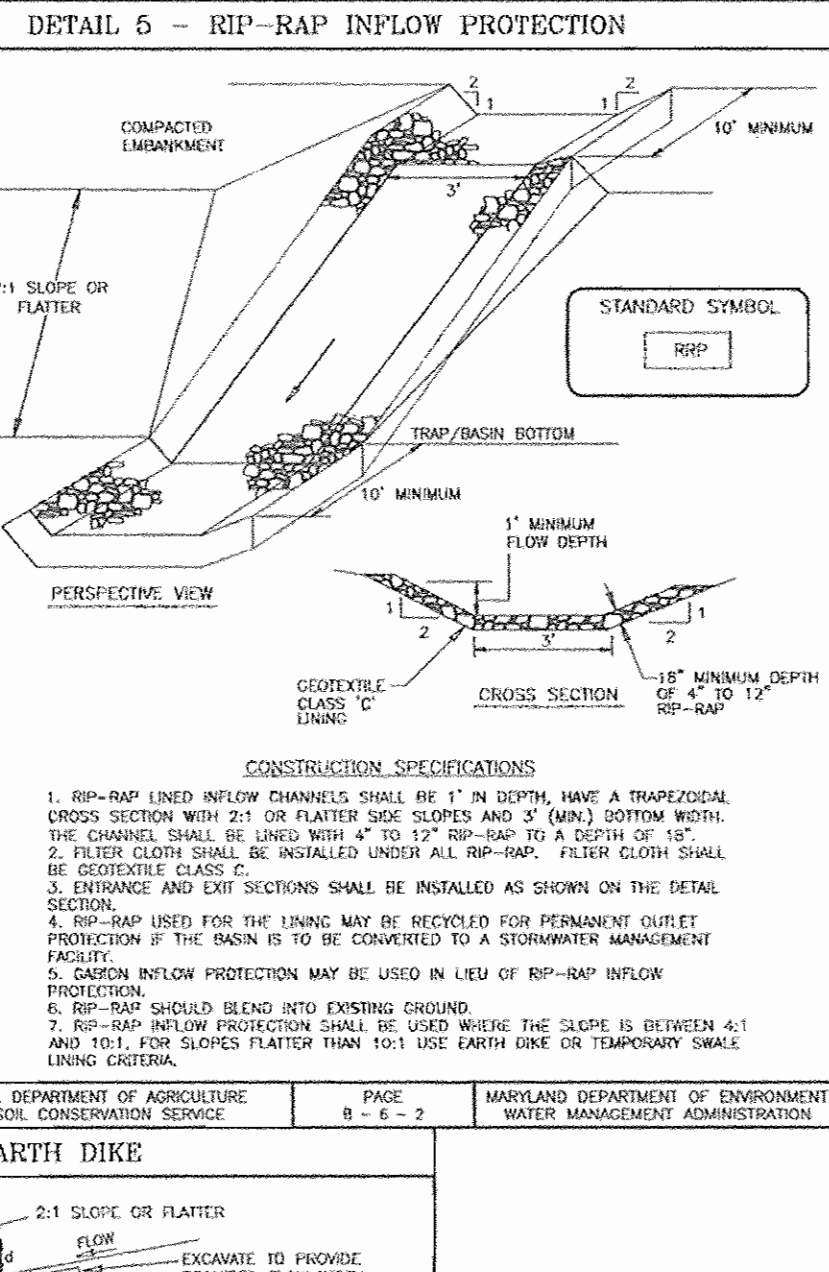 DETAIL 5 - RIP-RAP INFLOW PROTECTION
2
1
1
2
COMPACTED
EMBANKMENT
10' MINIMUM
3'
:1 SLOPE OR
FLATTER
STANDARD SYMBOL
RRP
TRAP/BASIN BOTTOM
10' MINIMUM
1' MINIMUM
FLOW DEPTH
PERSPECTIVE VIEW
1
2
3'
2
1
GEOTEXTILE
CLASS 'C'
LINING
CROSS SECTION
18" MINIMUM DEPTH
OF 4" TO 12"
RIP-RAP
CONSTRUCTION SPECIFICATIONS
1. RIP-RAP LINED INFLOW CHANNELS SHALL BE 1' IN DEPTH, HAVE A TRAPEZOIDAL
CROSS SECTION WITH 2:1 OR FLATTER SIDE SLOPES AND 3' (MIN.) BOTTOM WIDTH.
THE CHANNEL SHALL BE LINED WITH 4" TO 12" RIP-RAP TO A DEPTH OF 18".
2. FILTER CLOTH SHALL BE INSTALLED UNDER ALL RIP-RAP. FILTER CLOTH SHALL
BE GEOTEXTILE CLASS C.
3. ENTRANCE AND EXIT SECTIONS SHALL BE INSTALLED AS SHOWN ON THE DETAIL
SECTION.
4. RIP-RAP USED FOR THE LINING MAY BE RECYCLED FOR PERMANENT OUTLET
PROTECTION IF THE BASIN IS TO BE CONVERTED TO A STORMWATER MANAGEMENT
FACILITY.
5. GABION INFLOW PROTECTION MAY BE USED IN LIEU OF RIP-RAP INFLOW
PROTECTION.
6. RIP-RAP SHOULD BLEND INTO EXISTING GROUND.
7. RIP-RAP INFLOW PROTECTION SHALL BE USED WHERE THE SLOPE IS BETWEEN 4:1
AND 10:1, FOR SLOPES FLATTER THAN 10:1 USE EARTH DIKE OR TEMPORARY SWALE
LINING CRITERIA.
. DEPARTMENT OF AGRICULTURE
SOIL CONSERVATION SERVICE
PAGE
B - 6 - 2
MARYLAND DEPARTMENT OF ENVIRONMENT
WATER MANAGEMENT ADMINISTRATION
ARTH DIKE
2:1 SLOPE OR FLATTER
FLOW
d
EXCAVATE TO PROVIDE